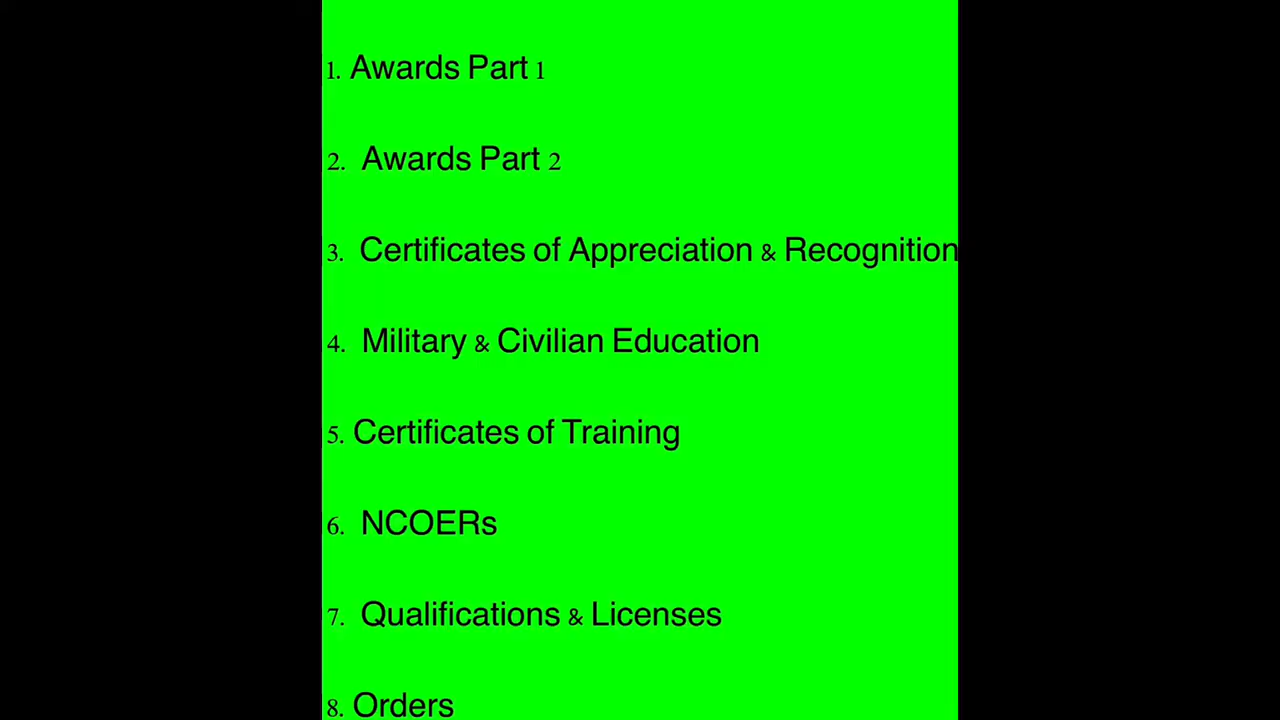 1. Awards Part 1
2. Awards Part 2
3. Certificates of Appreciation & Recognition
4. Military & Civilian Education
5. Certificates of Training
6. NCOERs
7. Qualifications & Licenses
8. Orders